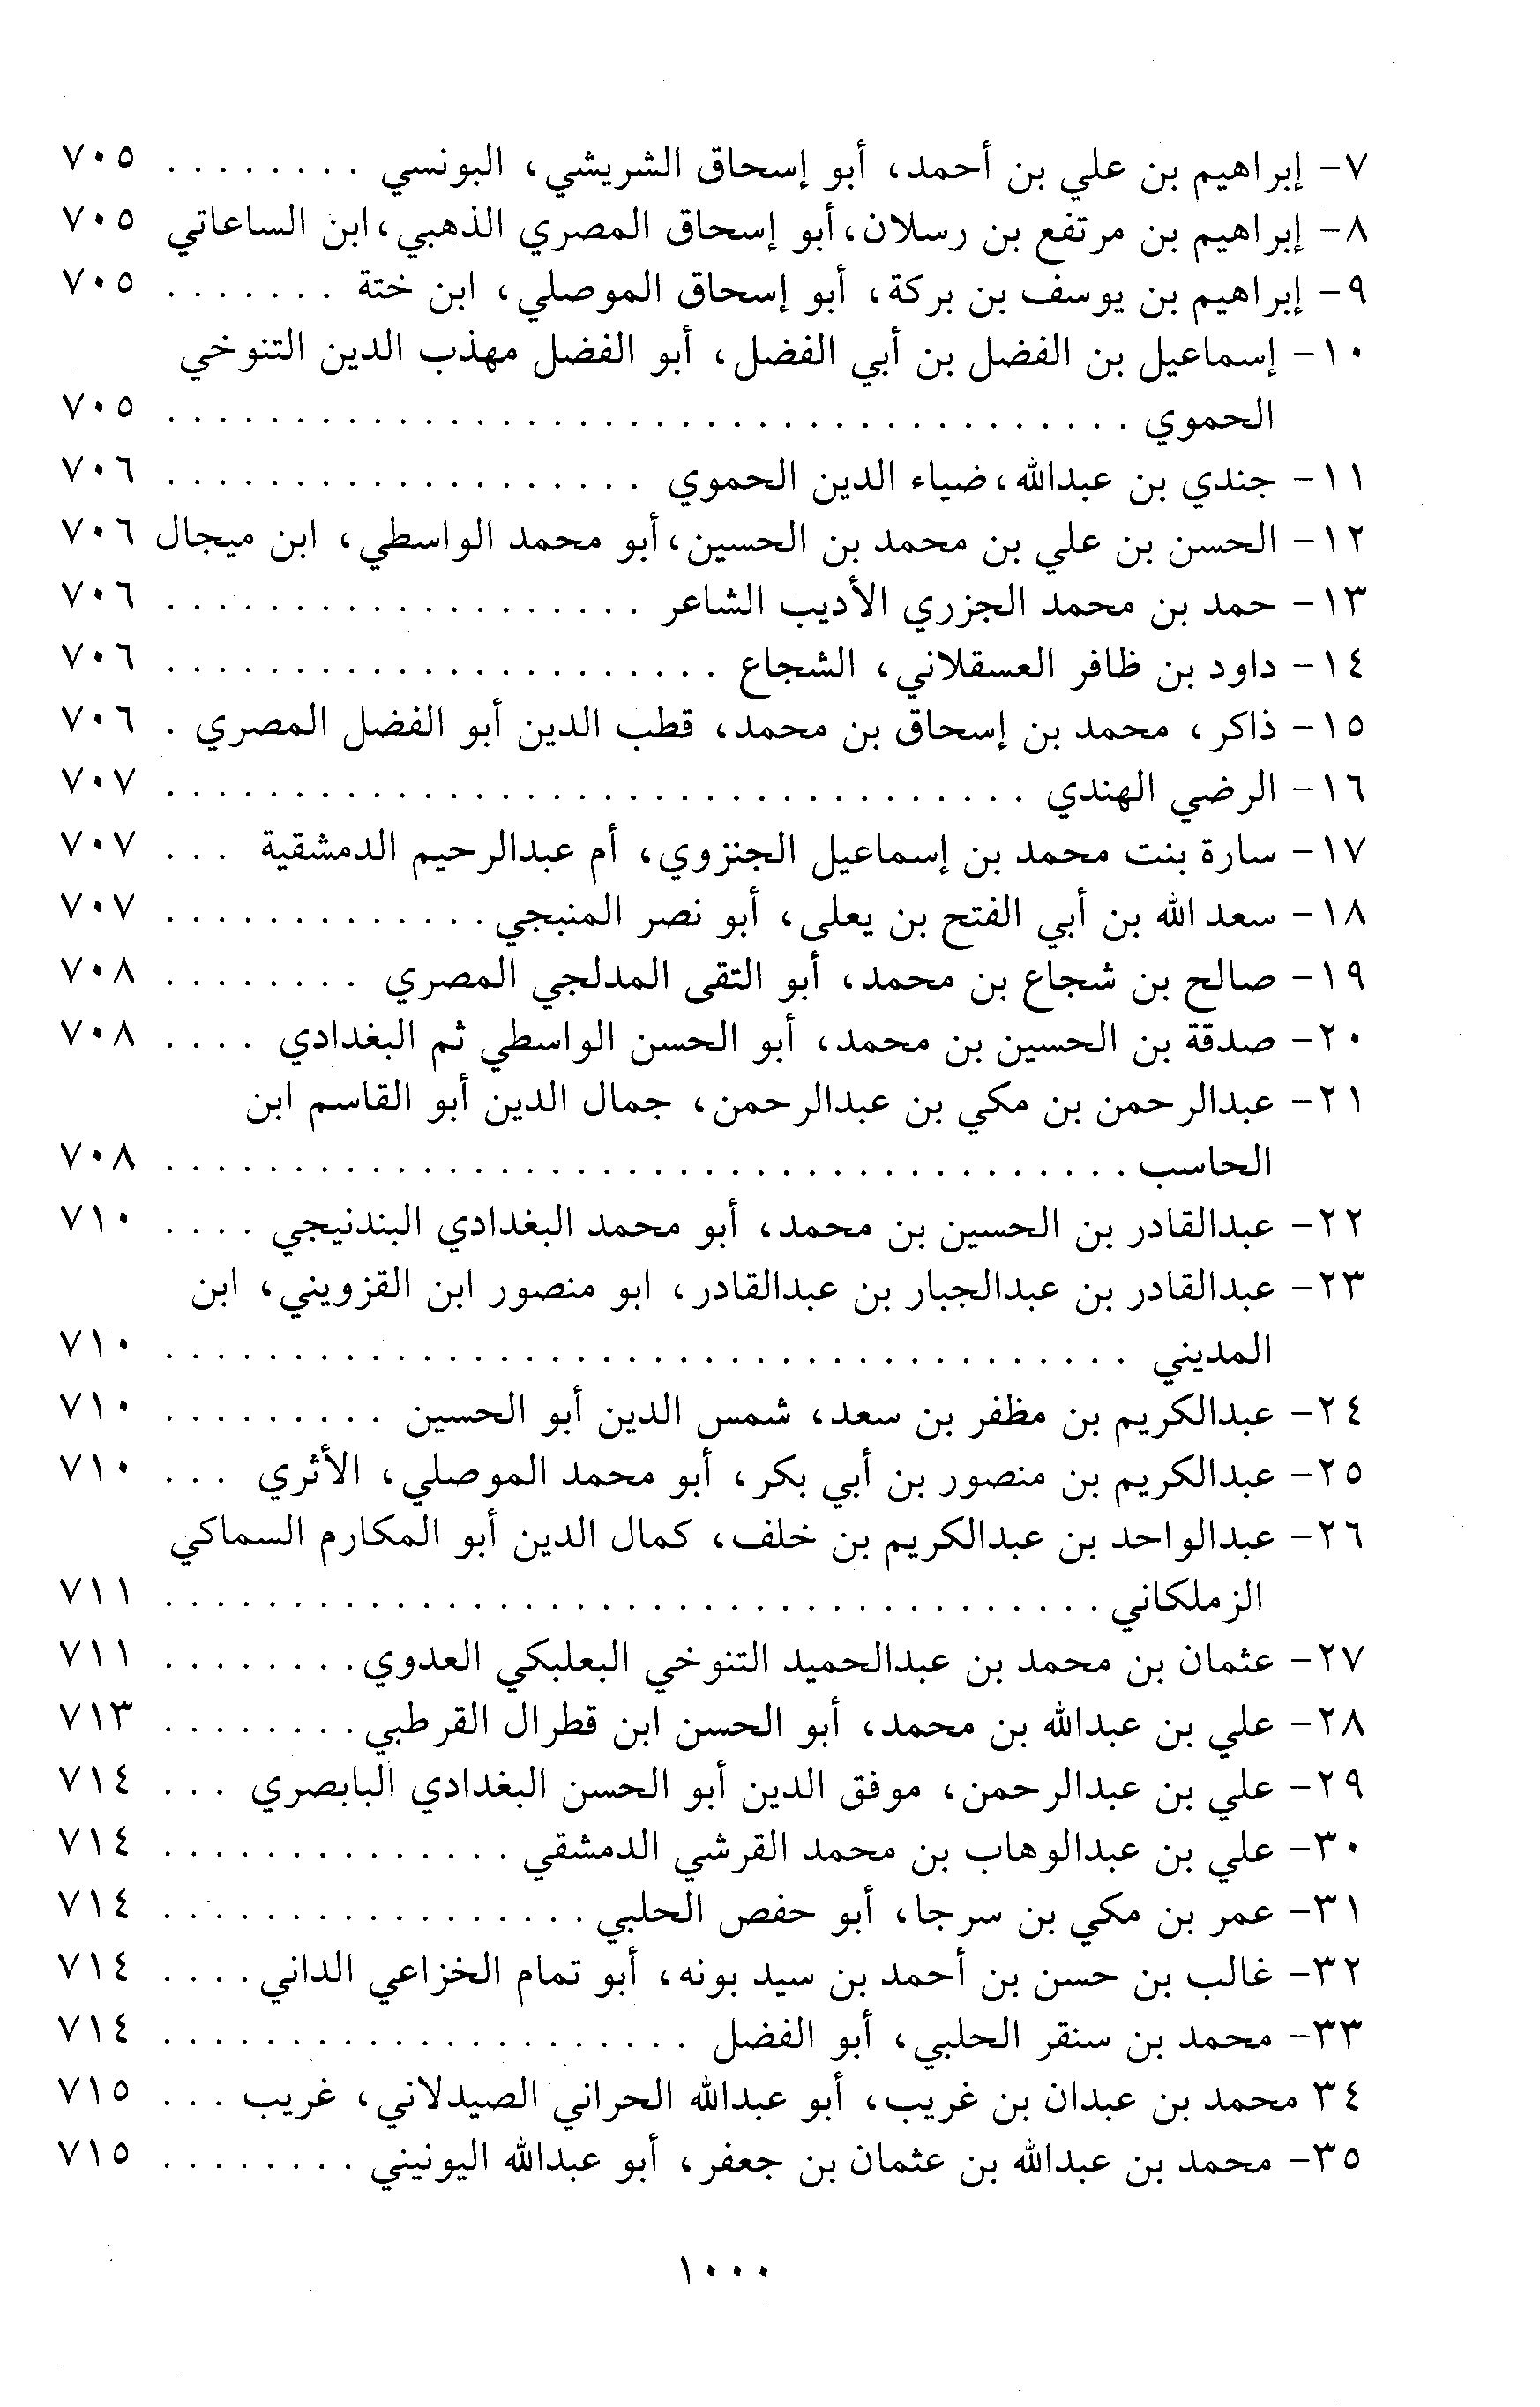 ٧- إبراهيم بن علي بن أحمد، أبو إسحاق الشريشي، البونسي . . . . . . . . ٧٠٥
٨- إبراهيم بن مرتفع بن رسلان، أبو إسحاق المصري الذهبي، ابن الساعاتي ٧٠٥
٩- إبراهيم بن يوسف بن بركة، أبو إسحاق الموصلي، ابن ختة . . . . . . . ٧٠٥
١٠- إسماعيل بن الفضل بن أبي الفضل، أبو الفضل مهذب الدين التنوخي
الحموي . . . . . . . . . . . . . . . . . . . . . . . . . . . . . . . . . . . . . . ٧٠٥
١١- جندي بن عبدالله، ضياء الدين الحموي . . . . . . . . . . . . . . . . . . . ٧٠٦
١٢- الحسن بن علي بن محمد بن الحسين، أبو محمد الواسطي، ابن ميجال ٧٠٦
١٣- حمد بن محمد الجزري الأديب الشاعر . . . . . . . . . . . . . . . . . . . ٧٠٦
١٤- داود بن ظافر العسقلاني، الشجاع . . . . . . . . . . . . . . . . . . . . . . ٧٠٦
١٥- ذاكر، محمد بن إسحاق بن محمد، قطب الدين أبو الفضل المصري . ٧٠٦
١٦- الرضي الهندي . . . . . . . . . . . . . . . . . . . . . . . . . . . . . . . . . . ٧٠٧
١٧- سارة بنت محمد بن إسماعيل الجنزوي، أم عبدالرحيم الدمشقية . . . ٧٠٧
١٨- سعد الله بن أبي الفتح بن يعلى، أبو نصر المنبجي . . . . . . . . . . . . . ٧٠٧
١٩- صالح بن شجاع بن محمد، أبو التقى المدلجي المصري . . . . . . . . ٧٠٨
٢٠- صدقة بن الحسين بن محمد، أبو الحسن الواسطي ثم البغدادي . . . . ٧٠٨
٢١- عبدالرحمن بن مكي بن عبدالرحمن، جمال الدين أبو القاسم ابن
الحاسب . . . . . . . . . . . . . . . . . . . . . . . . . . . . . . . . . . . . . . ٧٠٨
٢٢- عبدالقادر بن الحسين بن محمد، أبو محمد البغدادي البندنيجي . . . . ٧١٠
٢٣- عبدالقادر بن عبدالجبار بن عبدالقادر، ابو منصور ابن القزويني، ابن
المديني . . . . . . . . . . . . . . . . . . . . . . . . . . . . . . . . . . . . . . ٧١٠
٢٤- عبدالكريم بن مظفر بن سعد، شمس الدين أبو الحسين . . . . . . . . . ٧١٠
٢٥- عبدالكريم بن منصور بن أبي بكر، أبو محمد الموصلي، الأثري . . . ٧١٠
٢٦- عبدالواحد بن عبدالكريم بن خلف، كمال الدين أبو المكارم السماكي
الزملكاني . . . . . . . . . . . . . . . . . . . . . . . . . . . . . . . . . . . . . ٧١١
٢٧- عثمان بن محمد بن عبدالحميد التنوخي البعلبكي العدوي . . . . . . . . ٧١١
٢٨- علي بن عبدالله بن محمد، أبو الحسن ابن قطرال القرطبي . . . . . . . . ٧١٣
٢٩- علي بن عبدالرحمن، موفق الدين أبو الحسن البغدادي البابصري . . . ٧١٤
٣٠- علي بن عبدالوهاب بن محمد القرشي الدمشقي . . . . . . . . . . . . . . ٧١٤
٣١- عمر بن مكي بن سرجا، أبو حفص الحلبي . . . . . . . . . . . . . . . . . ٧١٤
٣٢- غالب بن حسن بن أحمد بن سيد بونه، أبو تمام الخزاعي الداني . . . . ٧١٤
٣٣- محمد بن سنقر الحلبي، أبو الفضل . . . . . . . . . . . . . . . . . . . . . ٧١٤
٣٤ محمد بن عبدان بن غريب، أبو عبدالله الحراني الصيدلاني، غريب . . . ٧١٥
٣٥- محمد بن عبدالله بن عثمان بن جعفر، أبو عبدالله اليونيني . . . . . . . . ٧١٥
١٠٠٠